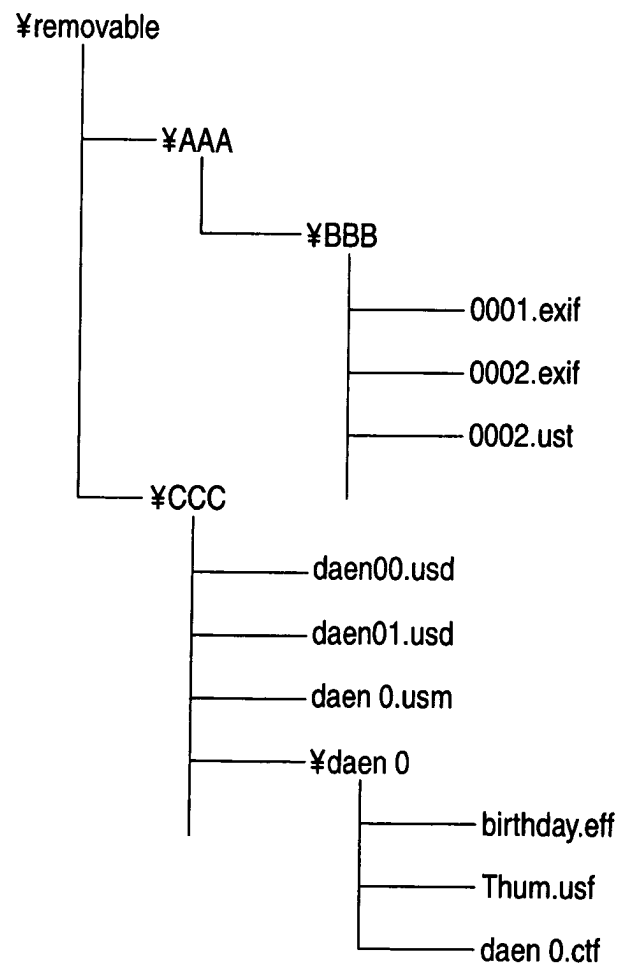 ¥removable
¥AAA
¥BBB
0001.exif
0002.exif
0002.ust
¥CCC
daen00.usd
daen01.usd
daen 0.usm
¥daen 0
birthday.eff
Thum.usf
daen 0.ctf